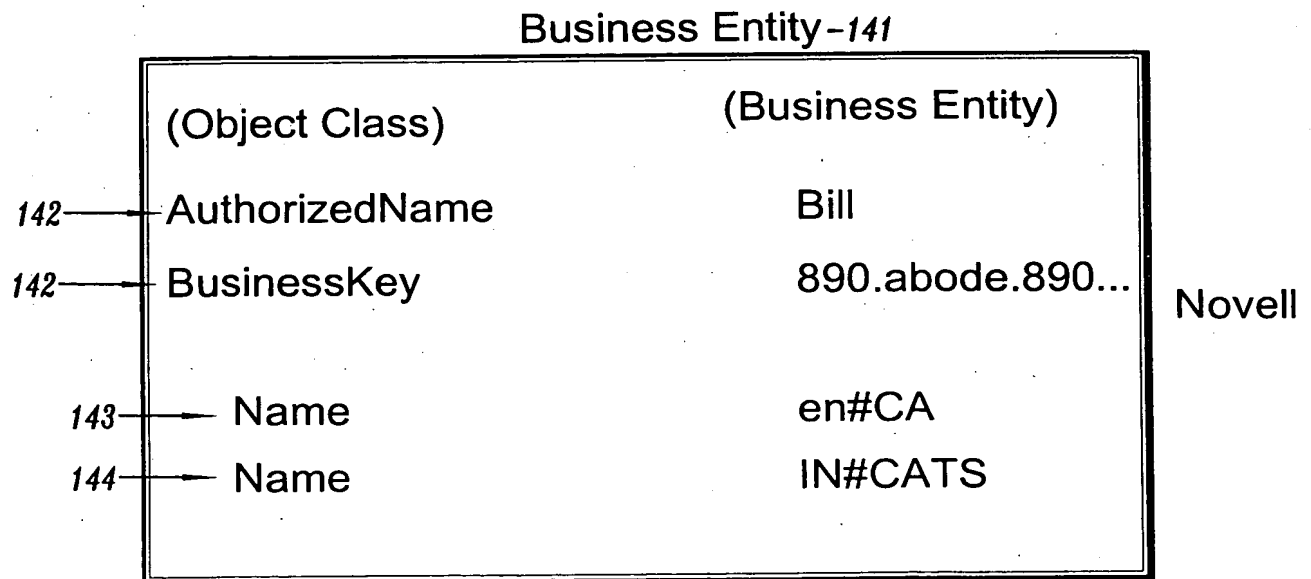 Business Entity-141
(Object Class) (Business Entity)
142 AuthorizedName Bill
142 BusinessKey 890.abode.890...
Novell
143 Name en#CA
144 Name IN#CATS